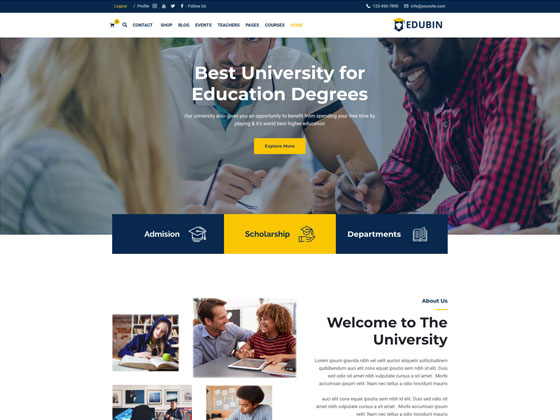 Logout / Profile Follow Us 123-456-7890 info@yoursite.com
0 CONTACT SHOP BLOG EVENTS TEACHERS PAGES COURSES HOME EDUBIN
Best University for
Education Degrees
Our university also gives you an opportunity to benefit from spending your free time by
playing & it's world best higher education
Explore More
Admision Scholarship Departments
About Us
Welcome to The
University
Lorem ipsum gravida nibh vel velit auctor aliquetn sollicitudirem
quibendum auci elit cons equat ipsutis sem nibh id elit. Duis
sed odio sit amet nibh vulputate cursus a sit amet . Morbi
accumsan ipsum velit. Nam nec tellus a odio tincidunt mauris
auci elit cons equat ipsutis sem nibh id elit. Duis sed odio sit
amet nibh vulputate cursus a sit amet . Morbi accumsan
ipsum velit. Nam nec tellus a odio tincidunt